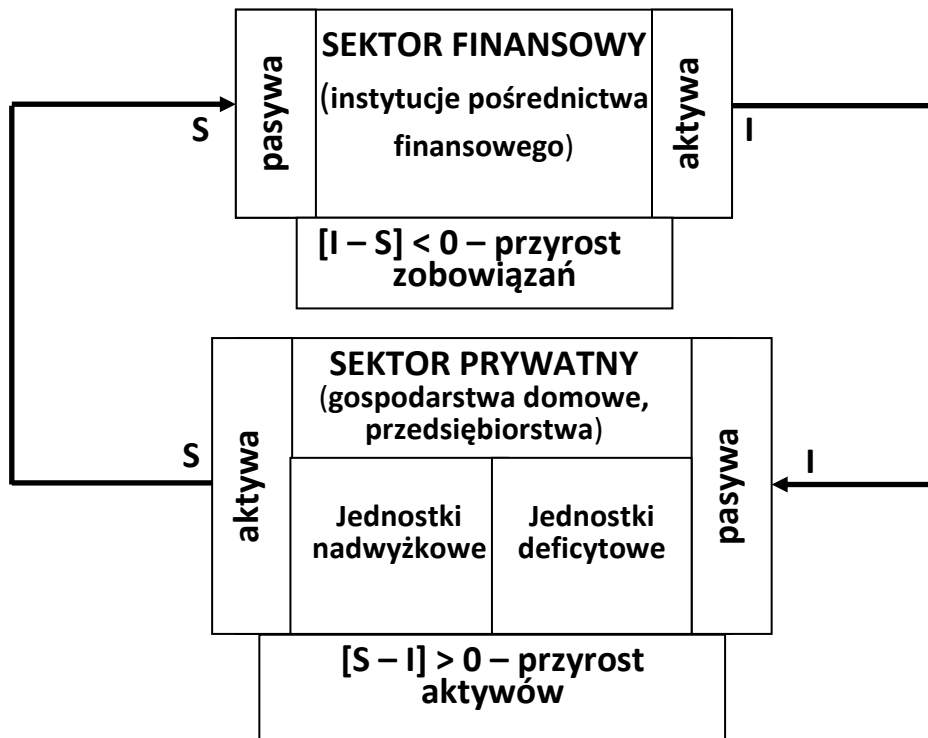 SEKTOR FINANSOWY
(instytucje pośrednictwa
finansowego)
pasywa
aktywa
S
I
[I – S] < 0 – przyrost
zobowiązań
SEKTOR PRYWATNY
(gospodarstwa domowe,
przedsiębiorstwa)
S
I
aktywa
pasywa
Jednostki
nadwyżkowe
Jednostki
deficytowe
[S – I] > 0 – przyrost
aktywów